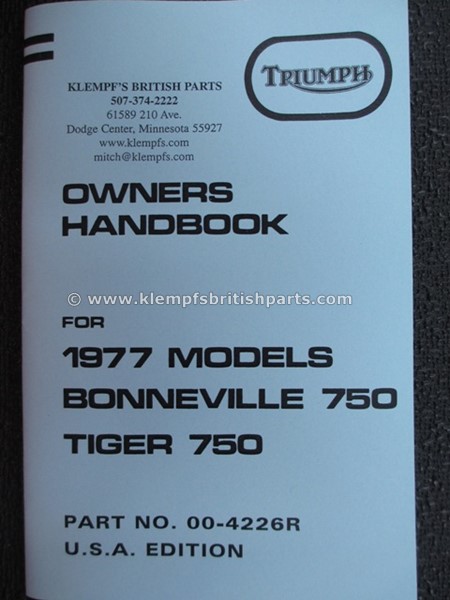 TRIUMPH
KLEMPF'S BRITISH PARTS
507-374-2222
61589 210 Ave.
Dodge Center, Minnesota 55927
www.klempfs.com
mitch@klempfs.com
OWNERS
HANDBOOK
© www.klempfsbritishparts.com
FOR
1977 MODELS
BONNEVILLE 750
TIGER 750
PART NO. 00-4226R
U.S.A. EDITION